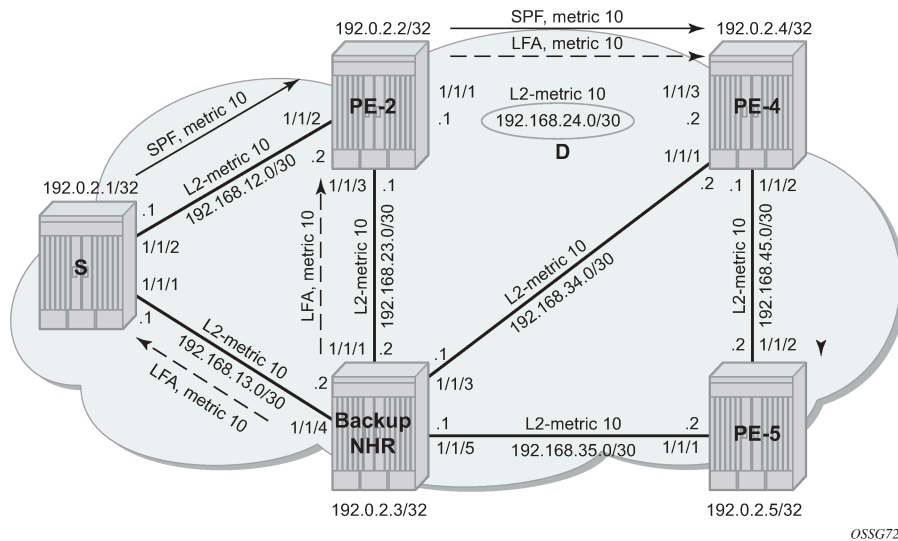 192.0.2.2/32
SPF, metric 10
192.0.2.4/32
LFA, metric 10
PE-2
1/1/1
L2-metric 10
1/1/3
PE-4
SPF, metric 10
1/1/2
.1
192.168.24.0/30
.2
D
.2
1/1/1
L2-metric 10
192.168.12.0/30
192.0.2.1/32
1/1/3
.1
.2
.1
1/1/2
.1
1/1/2
S
LFA, metric 10
L2-metric 10
192.168.23.0/30
L2-metric 10
192.168.34.0/30
L2-metric 10
192.168.45.0/30
1/1/1
.1
L2-metric 10
192.168.13.0/30
LFA, metric 10
1/1/1
.2
.1
.2
1/1/2
.2
1/1/3
1/1/4
Backup
NHR
.1
L2-metric 10
.2
PE-5
1/1/5
192.168.35.0/30
1/1/1
192.0.2.3/32
192.0.2.5/32
OSSG72